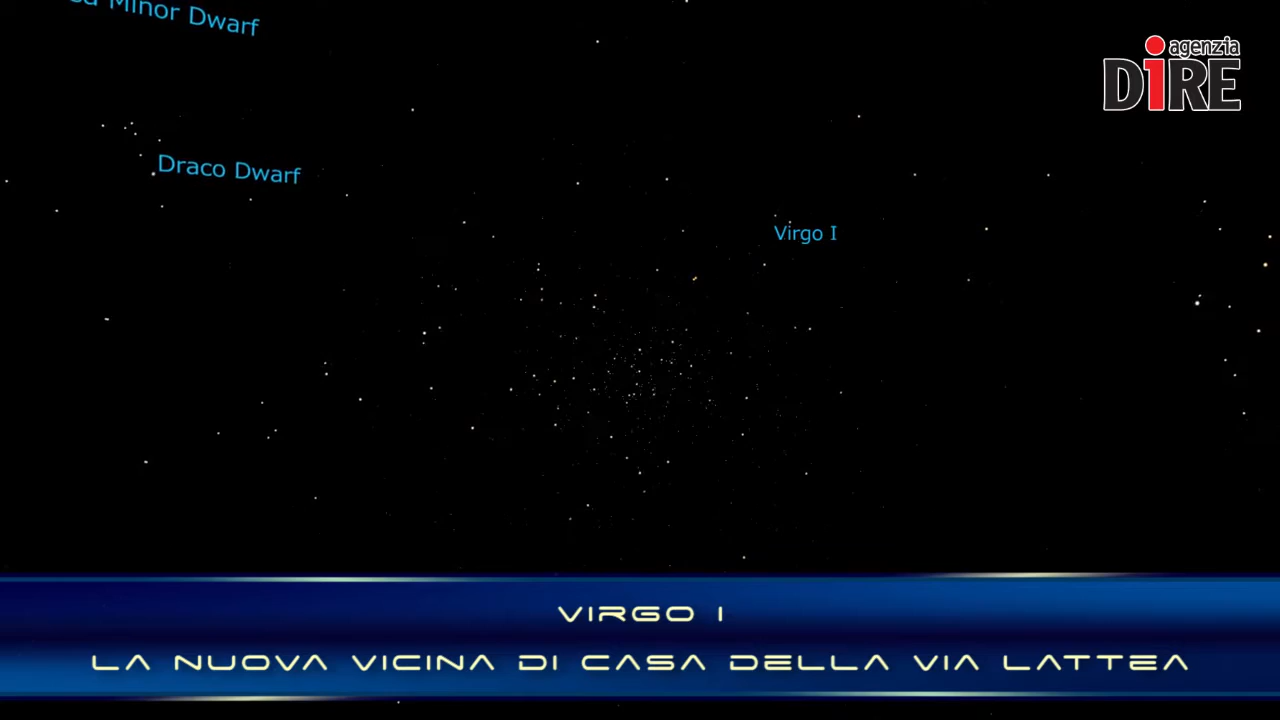 Minor Dwarf
agenzia
DiRE
Draco Dwarf
Virgo I
VIRGO I
LA NUOVA VICINA DI CASA DELLA VIA LATTEA